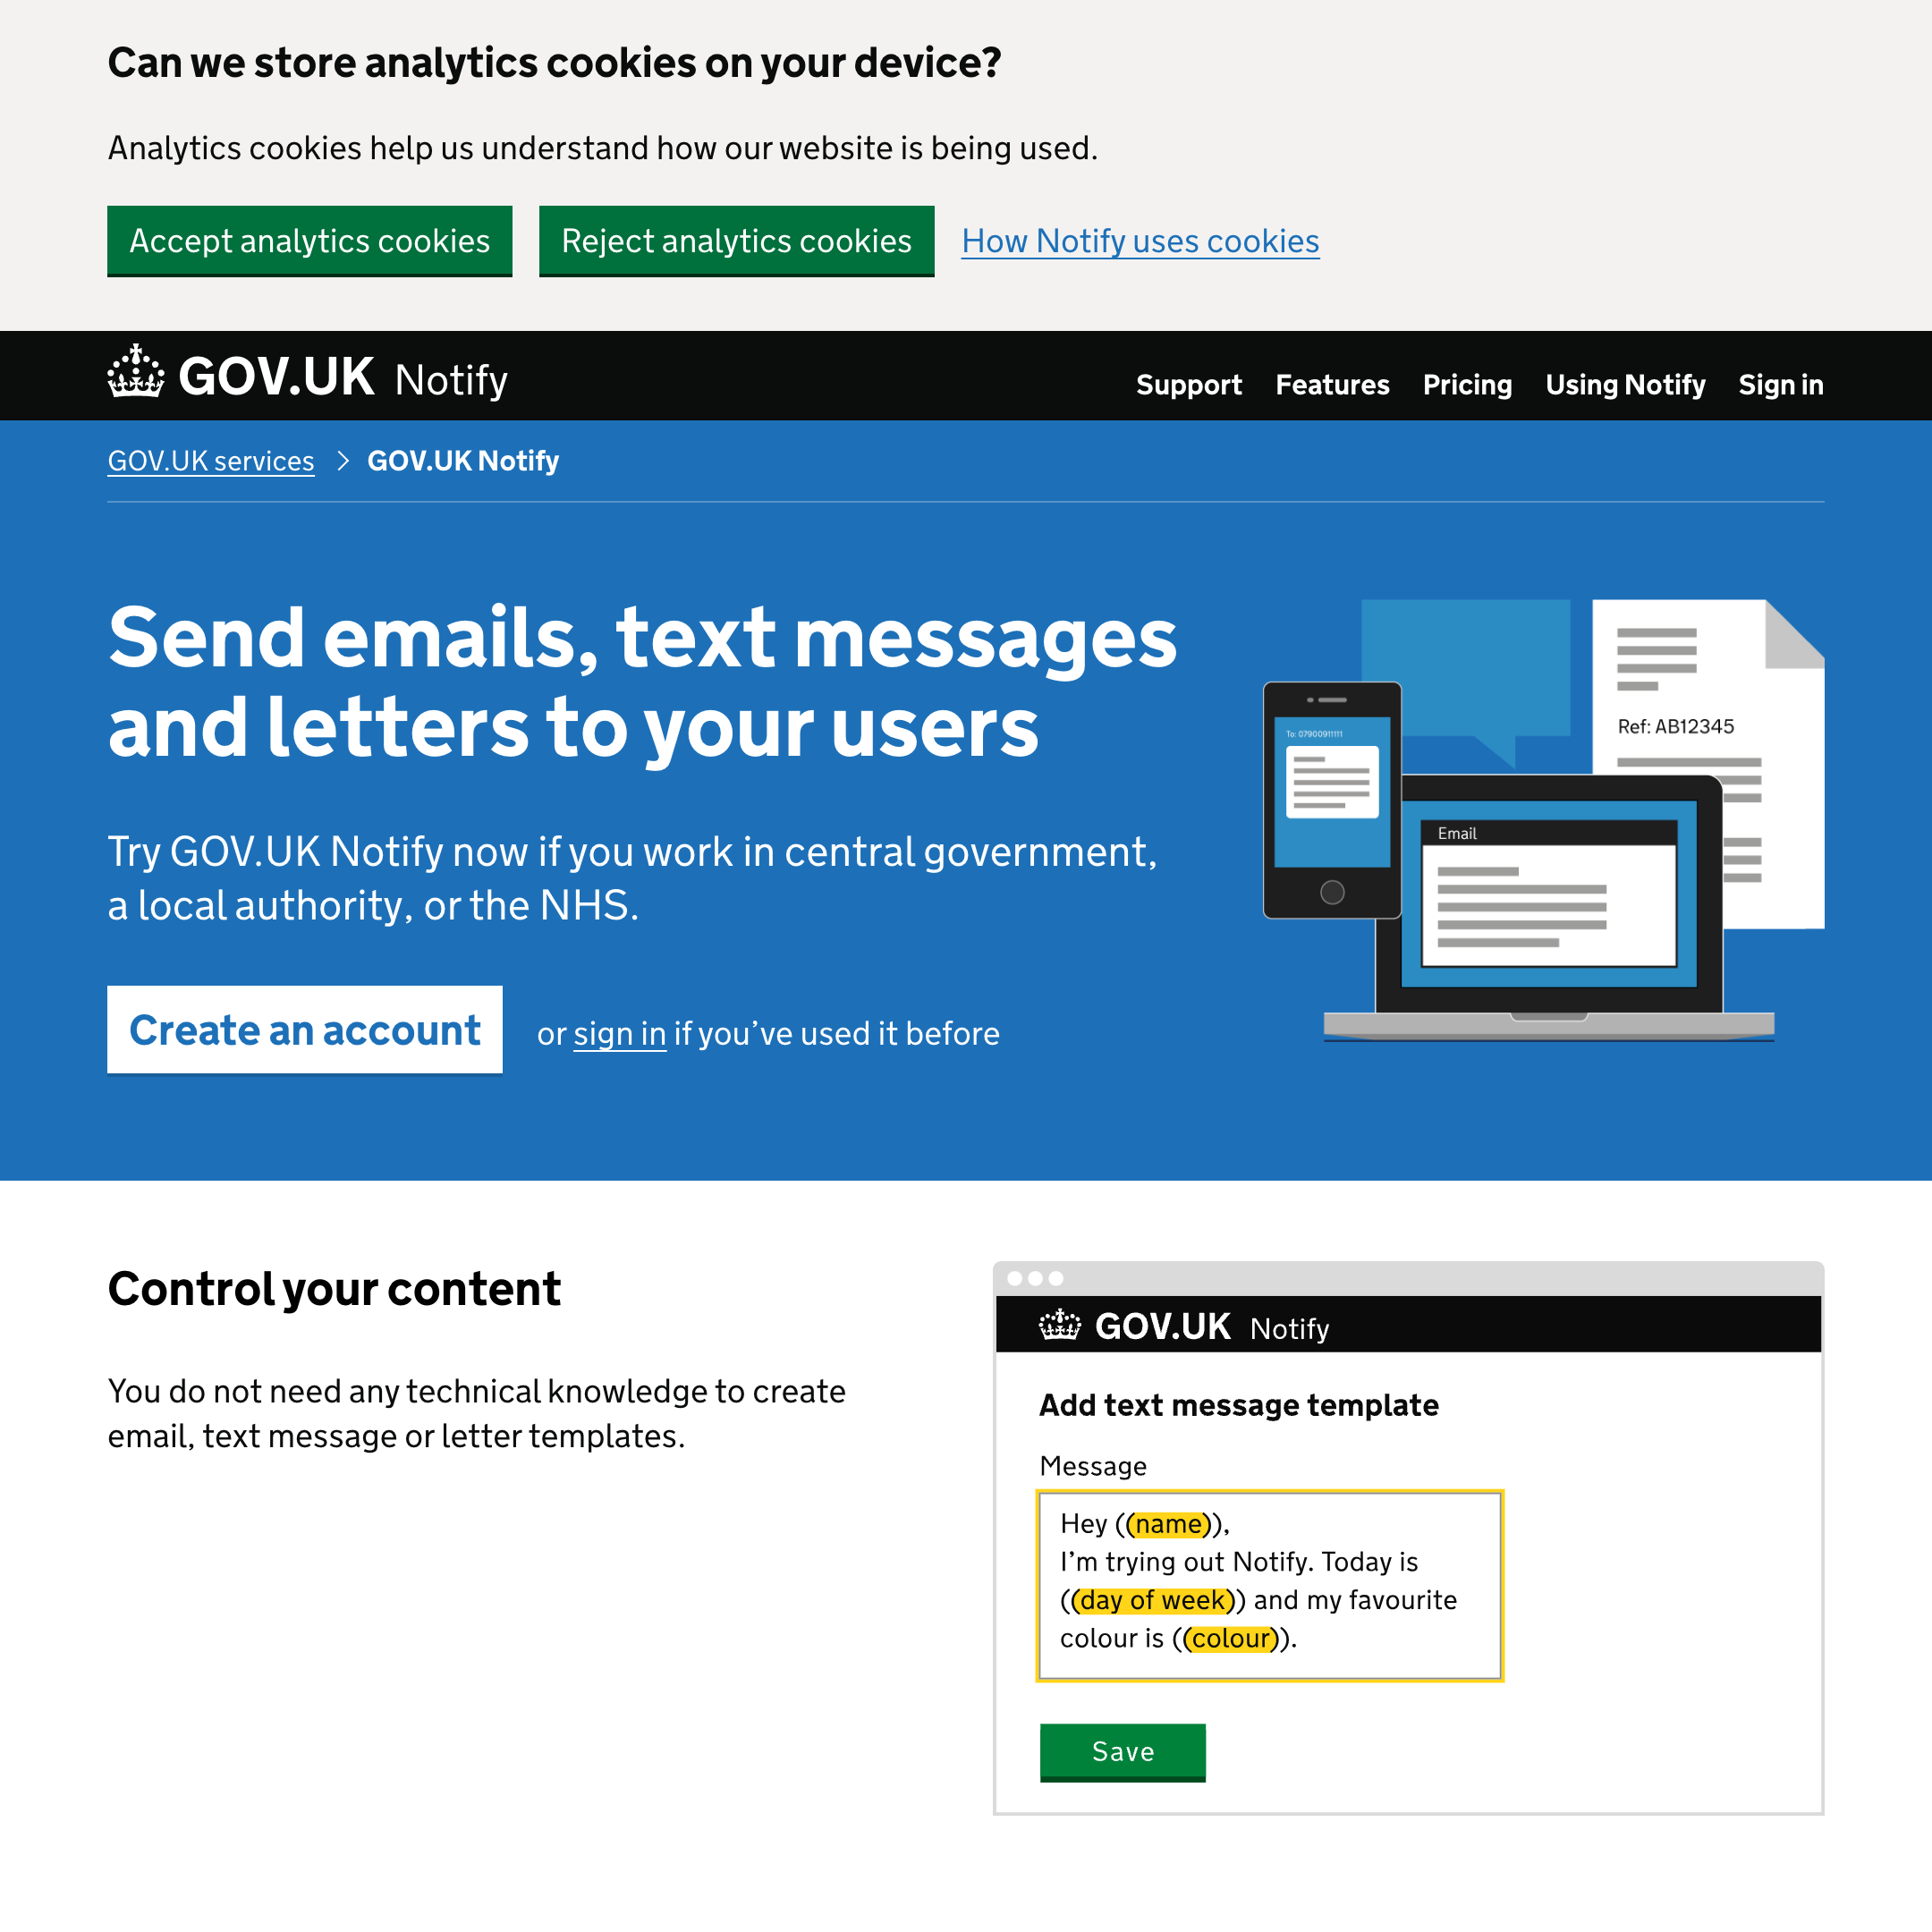 Can we store analytics cookies on your device?
Analytics cookies help us understand how our website is being used.
Accept analytics cookies
Reject analytics cookies
How Notify uses cookies
GOV.UK Notify
Support
Features
Pricing
Using Notify
Sign in
GOV.UK services
GOV.UK Notify
Send emails, text messages
and letters to your users
Try GOV.UK Notify now if you work in central government,
a local authority, or the NHS.
Create an account
or sign in if you’ve used it before
Ref: AB12345
To: 07900911111
Email
Control your content
You do not need any technical knowledge to create
email, text message or letter templates.
GOV.UK Notify
Add text message template
Message
Hey ((name)),
I’m trying out Notify. Today is
((day of week)) and my favourite
colour is ((colour)).
Save